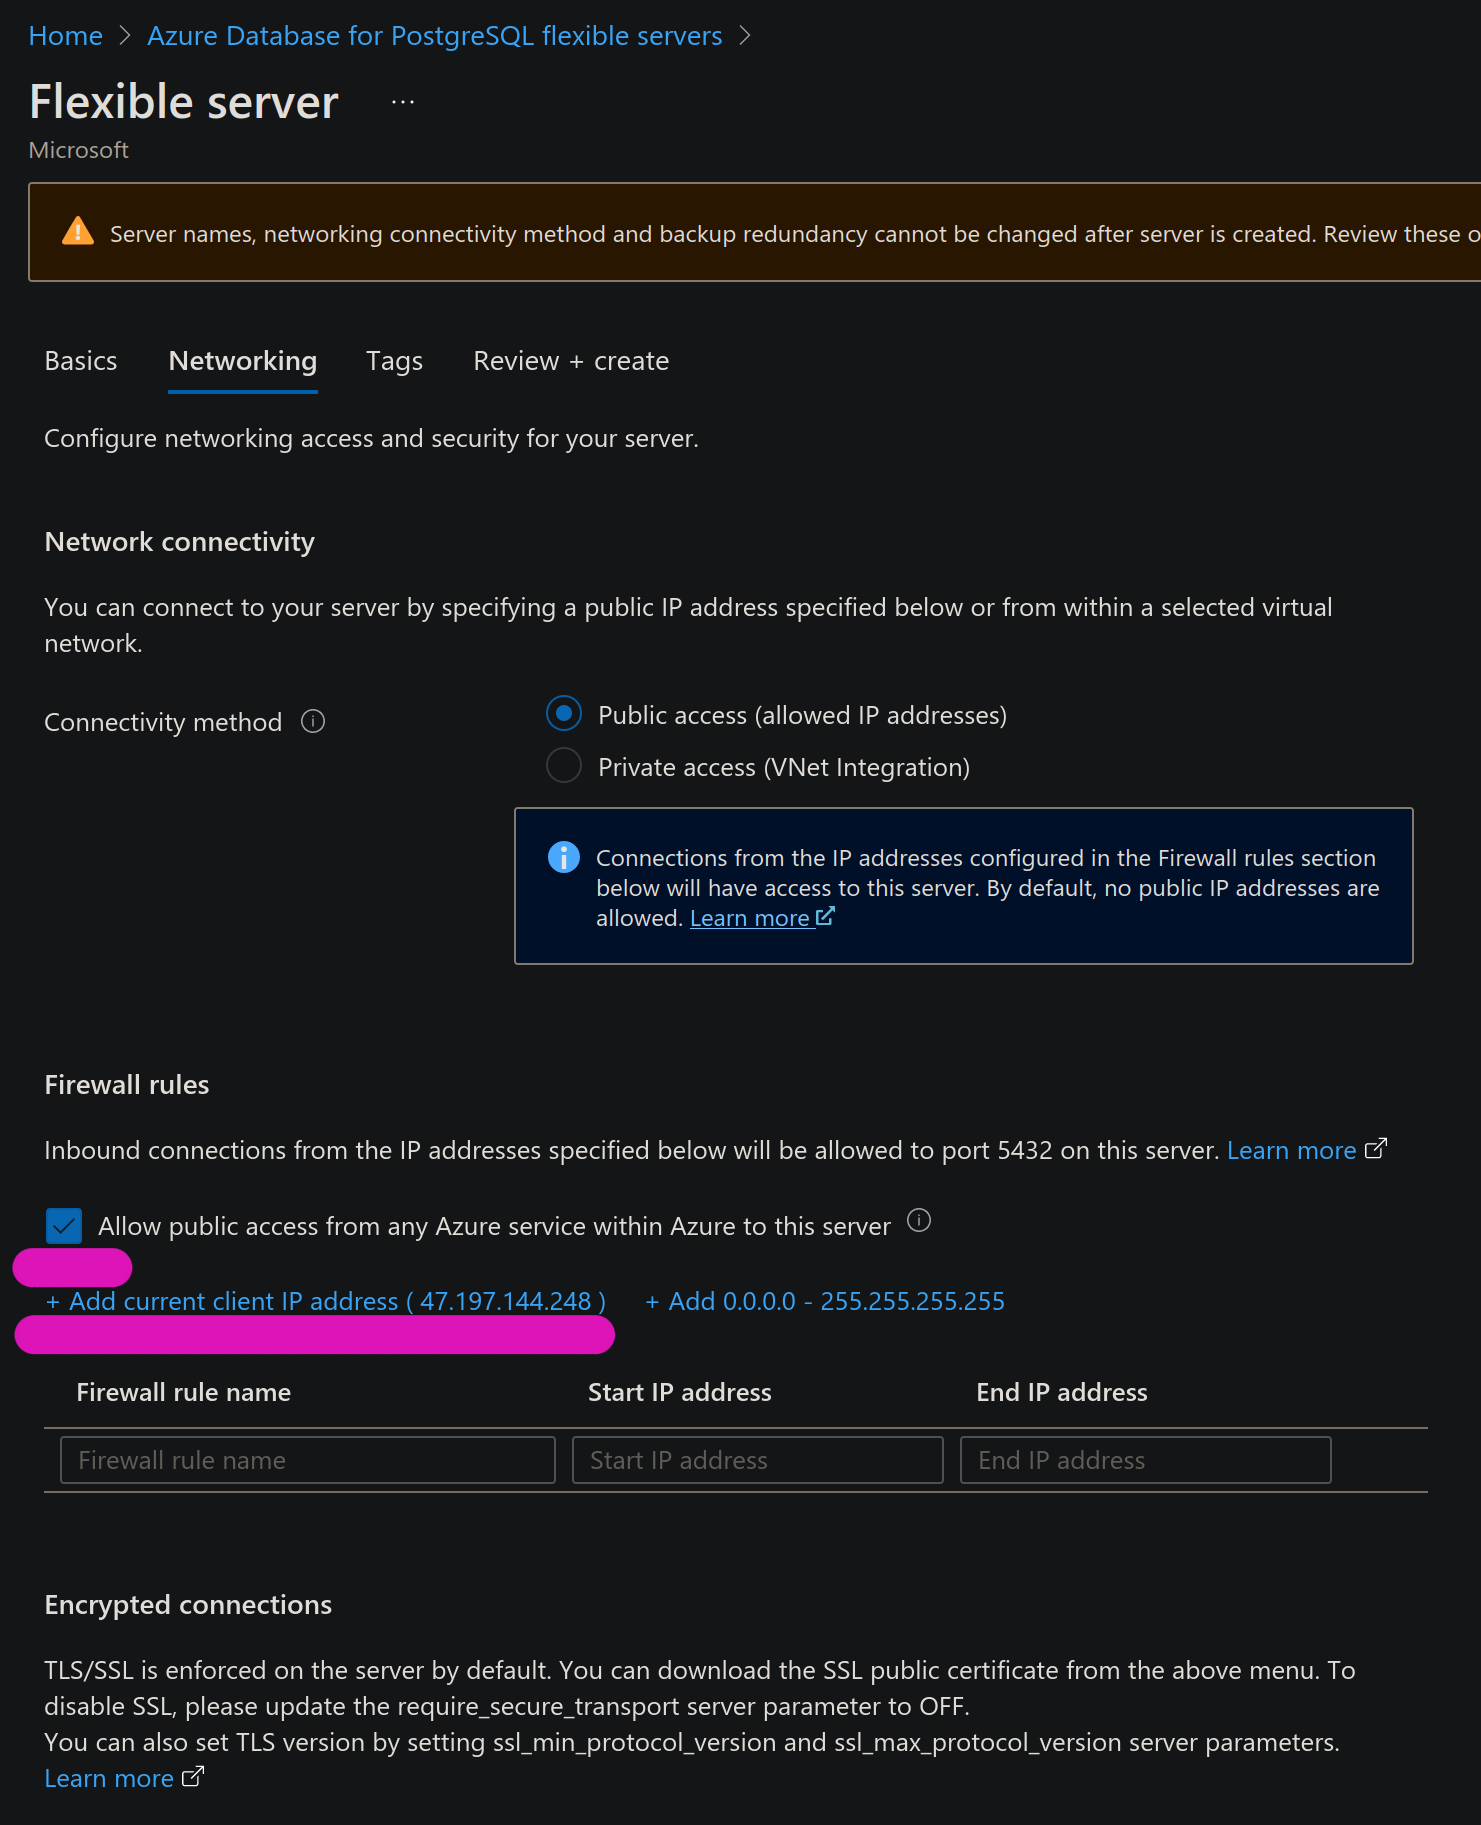 Home > Azure Database for PostgreSQL flexible servers >
Flexible server ...
Microsoft
Server names, networking connectivity method and backup redundancy cannot be changed after server is created. Review these o
Basics Networking Tags Review + create
Configure networking access and security for your server.
Network connectivity
You can connect to your server by specifying a public IP address specified below or from within a selected virtual
network.
Connectivity method
Public access (allowed IP addresses)
Private access (VNet Integration)
Connections from the IP addresses configured in the Firewall rules section
below will have access to this server. By default, no public IP addresses are
allowed. Learn more
Firewall rules
Inbound connections from the IP addresses specified below will be allowed to port 5432 on this server. Learn more
Allow public access from any Azure service within Azure to this server
+ Add current client IP address ( 47.197.144.248 ) + Add 0.0.0.0 - 255.255.255.255
Firewall rule name Start IP address End IP address
Firewall rule name Start IP address End IP address
Encrypted connections
TLS/SSL is enforced on the server by default. You can download the SSL public certificate from the above menu. To
disable SSL, please update the require_secure_transport server parameter to OFF.
You can also set TLS version by setting ssl_min_protocol_version and ssl_max_protocol_version server parameters.
Learn more